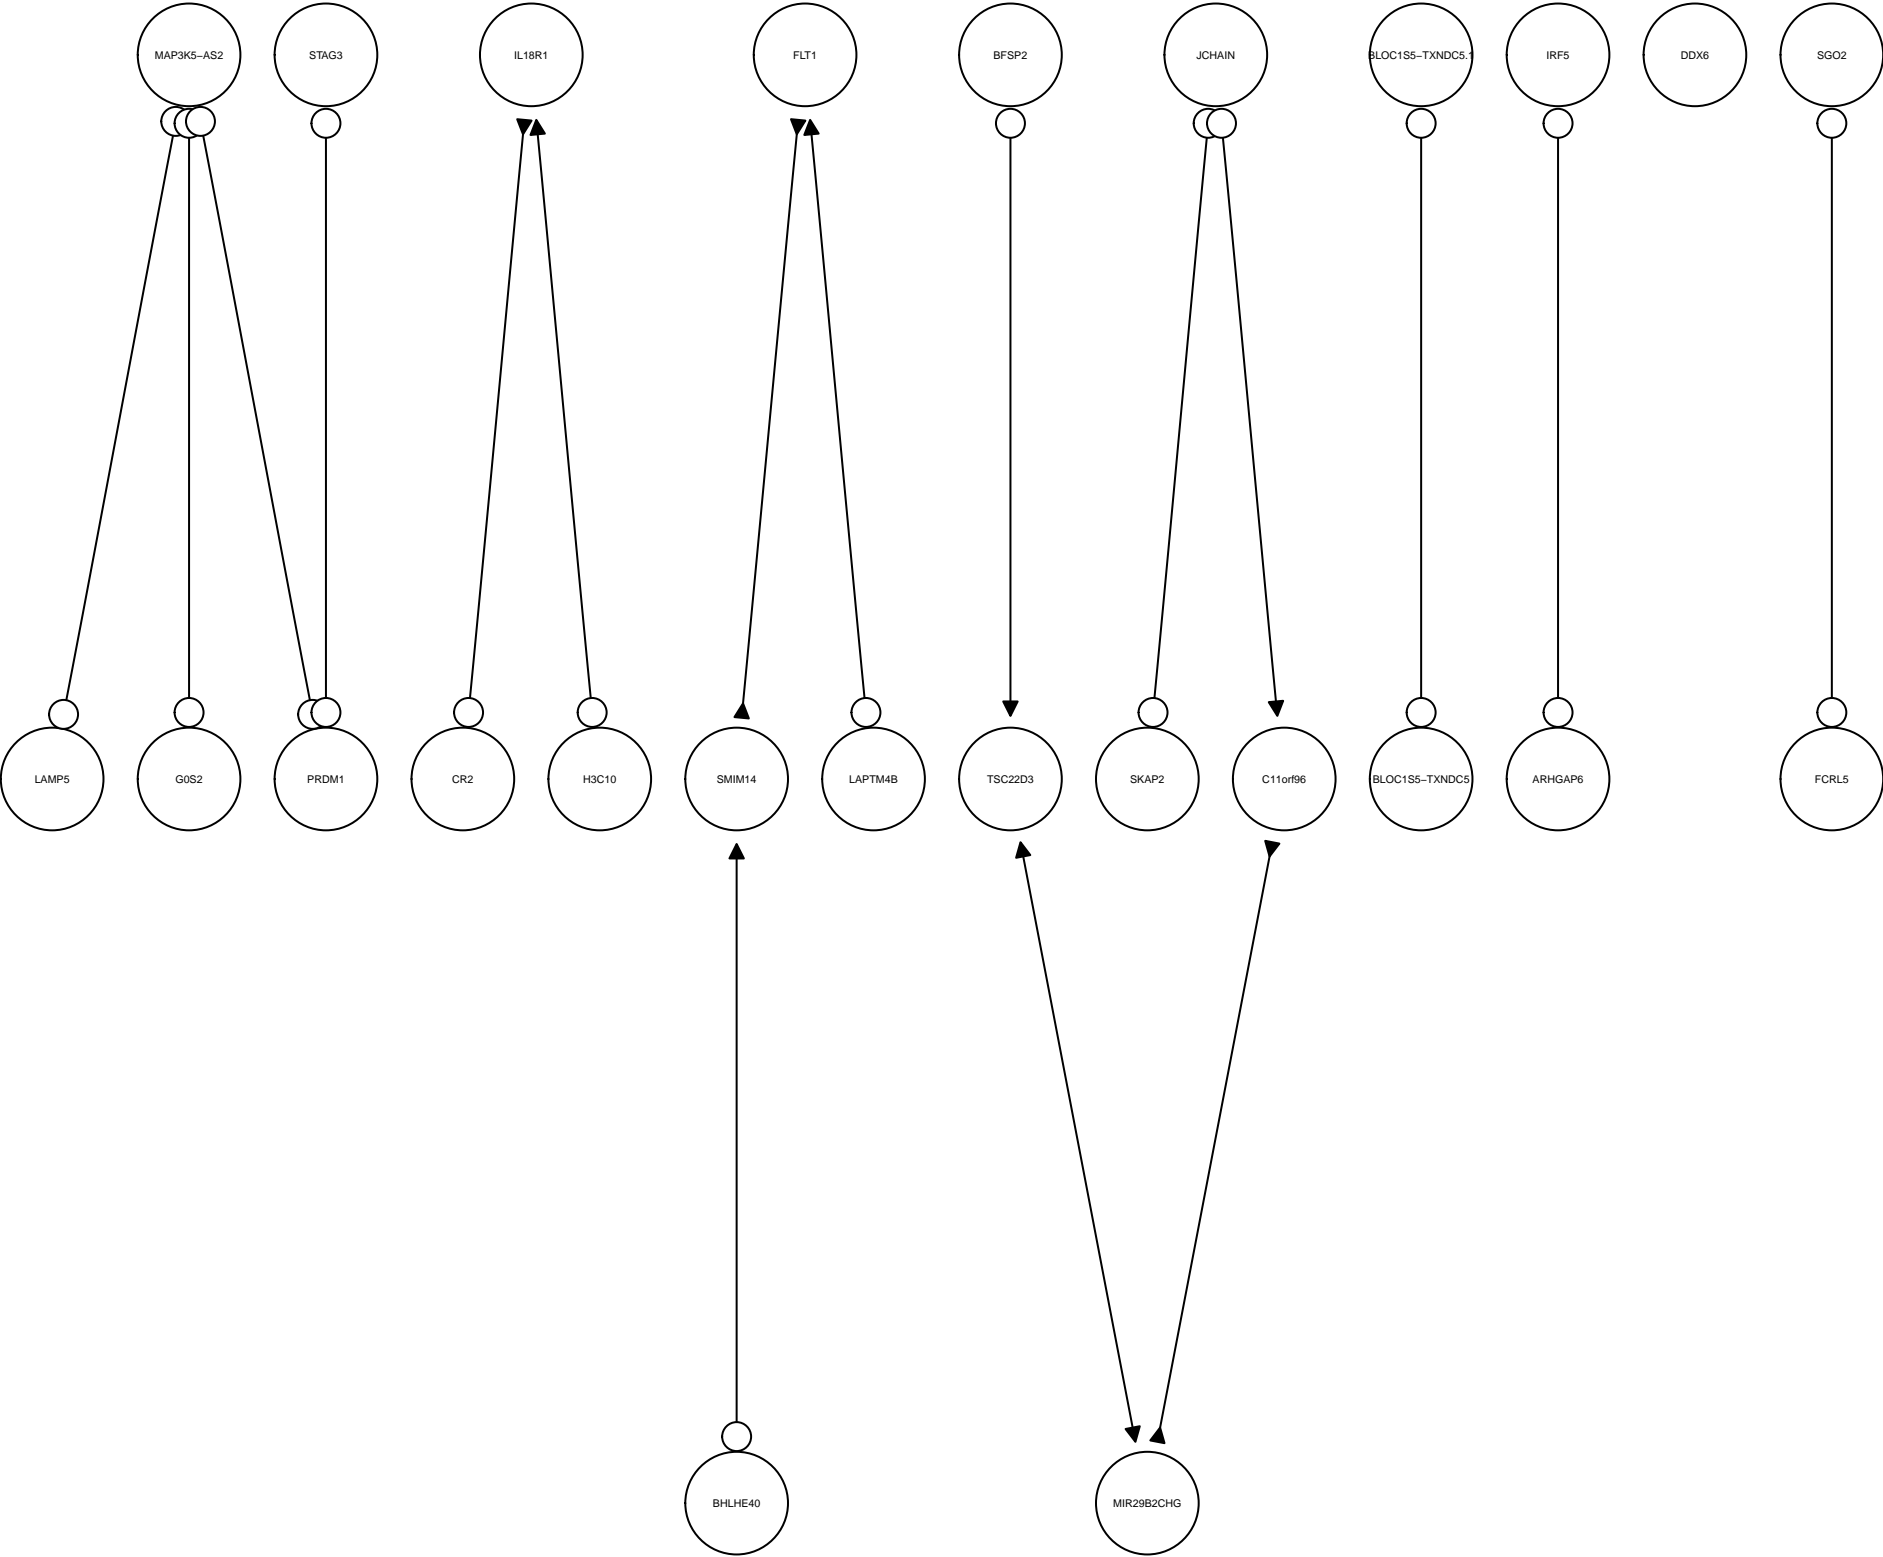 MAP3K5−AS2
STAG3
IL18R1
FLT1
BFSP2
JCHAIN
BLOC1S5−TXNDC5.1
IRF5
DDX6
SGO2
LAMP5
G0S2
PRDM1
CR2
H3C10
SMIM14
LAPTM4B
TSC22D3
SKAP2
C11orf96
BLOC1S5−TXNDC5
ARHGAP6
FCRL5
BHLHE40
MIR29B2CHG